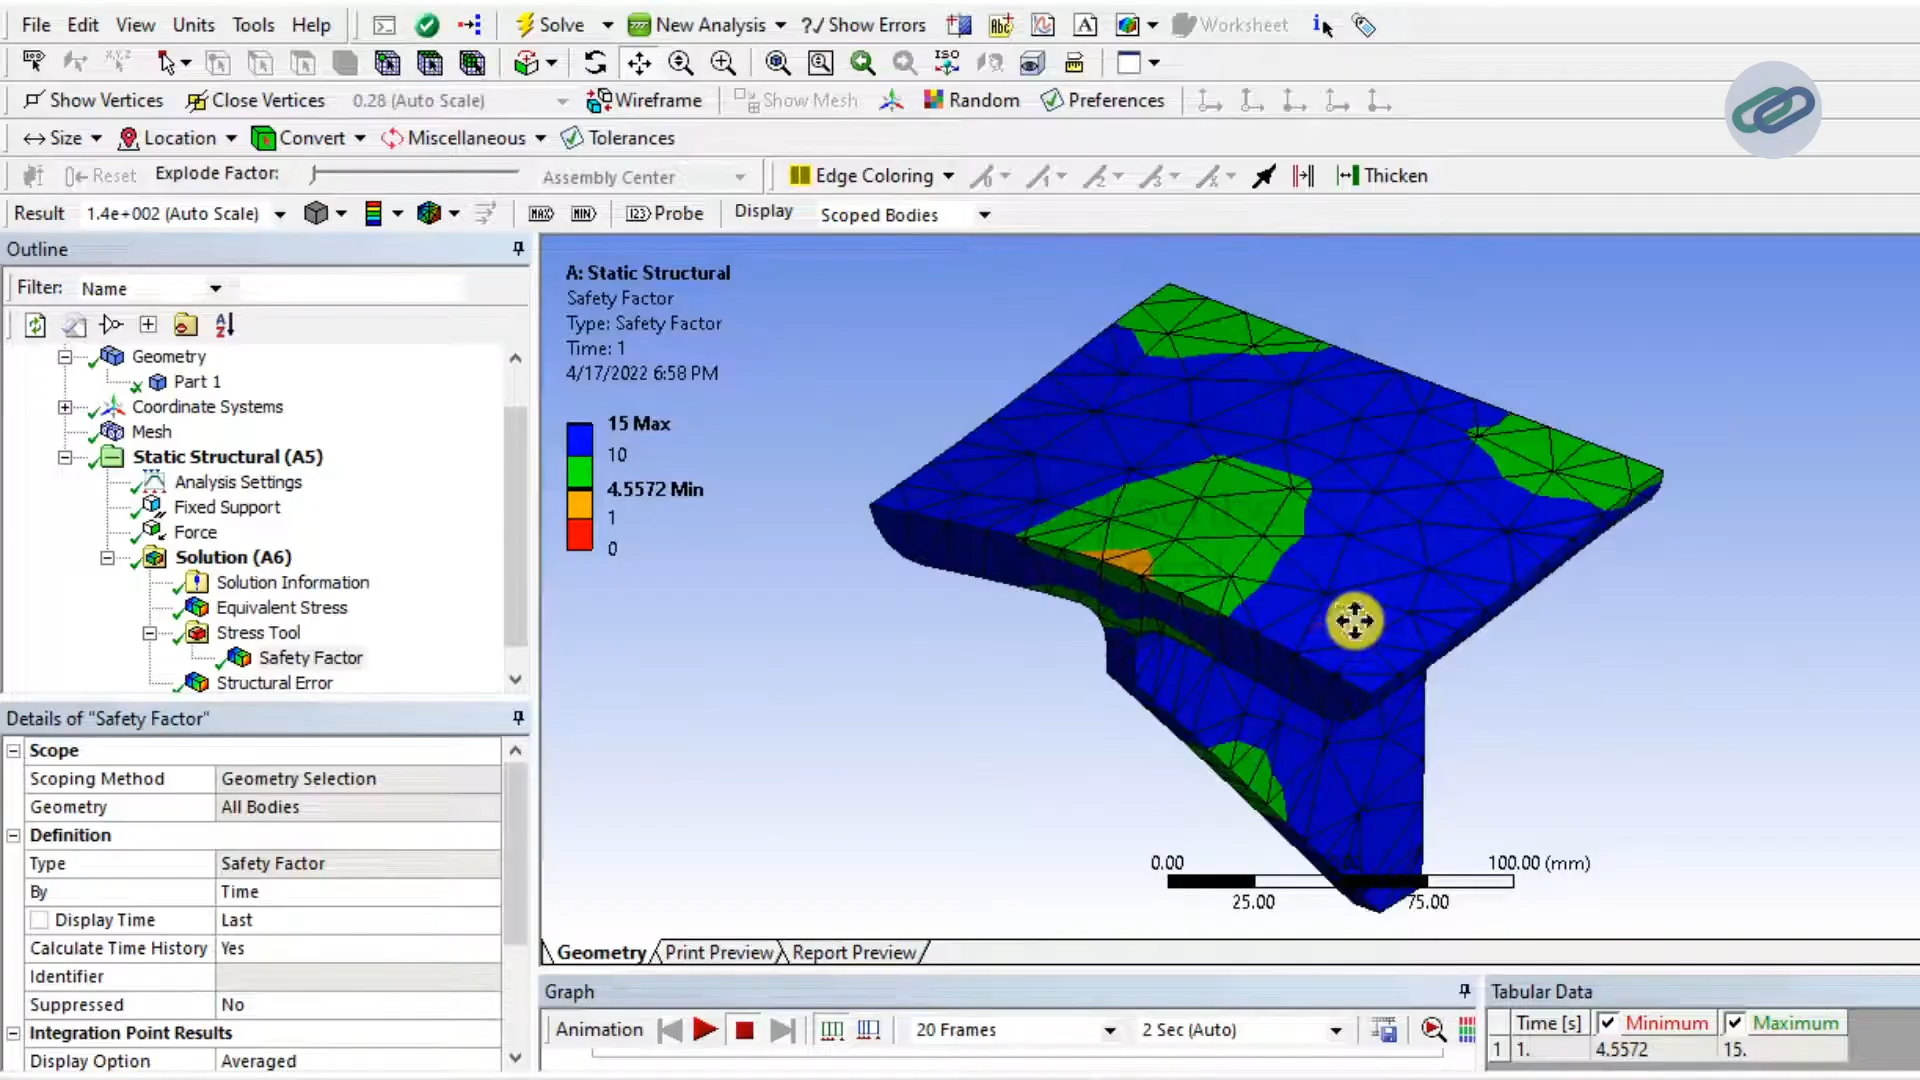 File Edit View Units Tools Help Solve New Analysis ?/ Show Errors Worksheet
ISO
Show Vertices Close Vertices 0.28 (Auto Scale) Wireframe Show Mesh Random Preferences
Size Location Convert Miscellaneous Tolerances
Reset Explode Factor: Assembly Center Edge Coloring Thicken
Result 1.4e+002 (Auto Scale) MAX MIN 123 Probe Display Scoped Bodies
Outline
Filter: Name
Geometry
Part 1
Coordinate Systems
Mesh
Static Structural (A5)
Analysis Settings
Fixed Support
Force
Solution (A6)
Solution Information
Equivalent Stress
Stress Tool
Safety Factor
Structural Error
Details of "Safety Factor"
Scope
Scoping Method Geometry Selection
Geometry All Bodies
Definition
Type Safety Factor
By Time
Display Time Last
Calculate Time History Yes
Identifier
Suppressed No
Integration Point Results
Display Option Averaged
A: Static Structural
Safety Factor
Type: Safety Factor
Time: 1
4/17/2022 6:58 PM
15 Max
10
4.5572 Min
1
0
0.00 100.00 (mm)
25.00 75.00
Geometry Print Preview Report Preview
Graph
Animation 20 Frames 2 Sec (Auto)
Tabular Data
Time [s] Minimum Maximum
1 1. 4.5572 15.